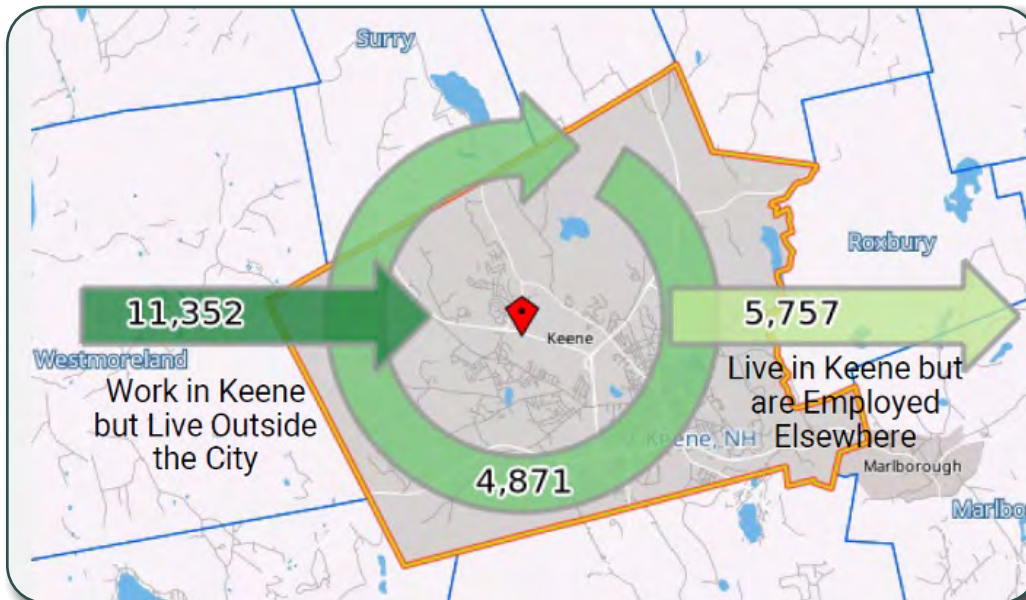 Surry
Roxbury
11,352
5,757
Keene
Westmoreland
Work in Keene
but Live Outside
the City
Live in Keene but
are Employed
Elsewhere
Keene, NH
Marlborough
4,871
Marlbo